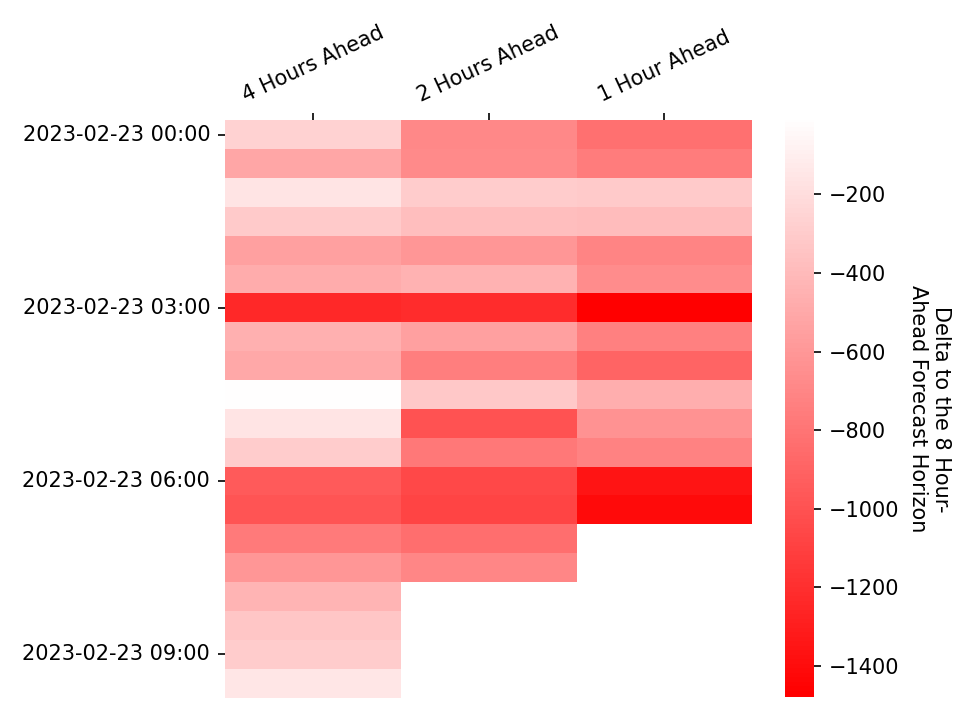 4 Hours Ahead
2 Hours Ahead
1 Hour Ahead
2023-02-23 00:00
2023-02-23 03:00
2023-02-23 06:00
2023-02-23 09:00
−200
−400
−600
−800
−1000
−1200
−1400
Delta to the 8 Hour-
Ahead Forecast Horizon